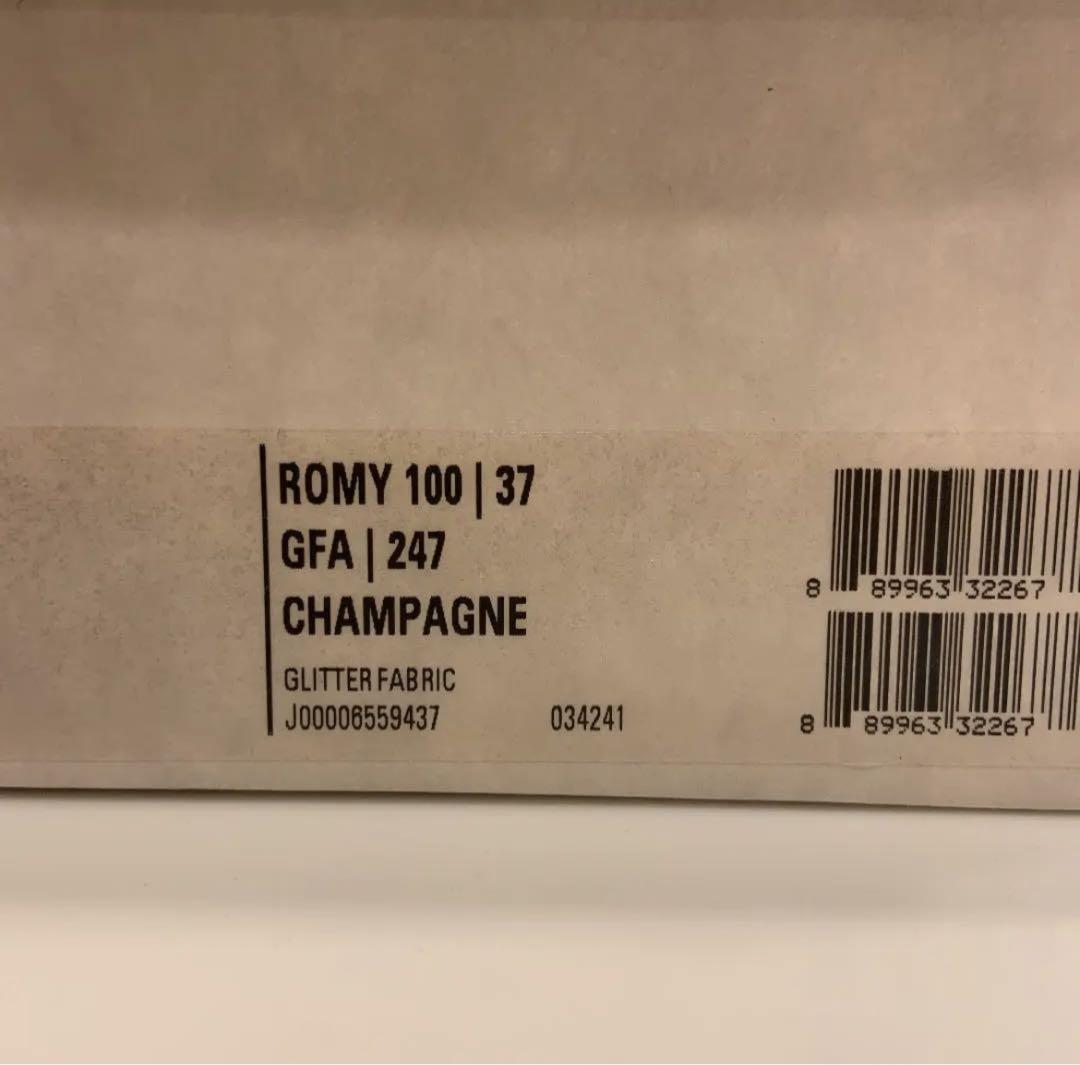 ROMY 100 | 37
GFA | 247
CHAMPAGNE
GLITTER FABRIC
J00006559437 034241
8 89963 32267
8 89963 32267